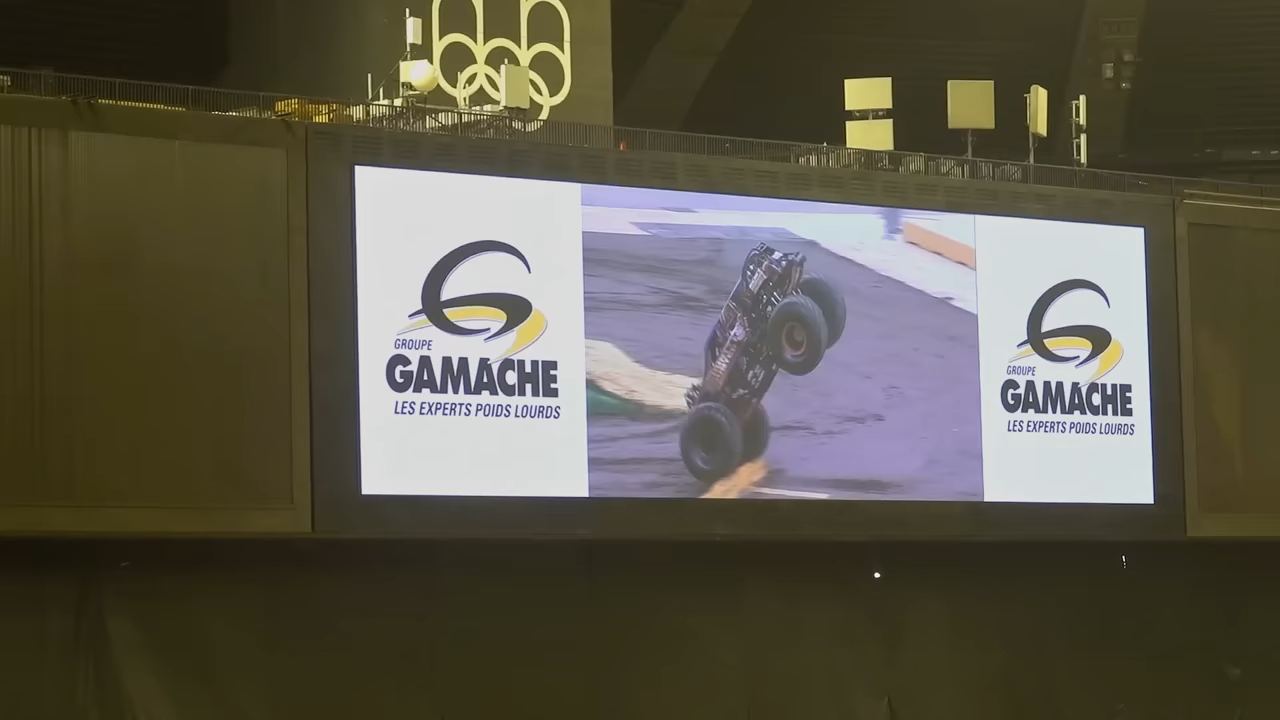 GROUPE
GAMACHE
LES EXPERTS POIDS LOURDS
GROUPE
GAMACHE
LES EXPERTS POIDS LOURDS